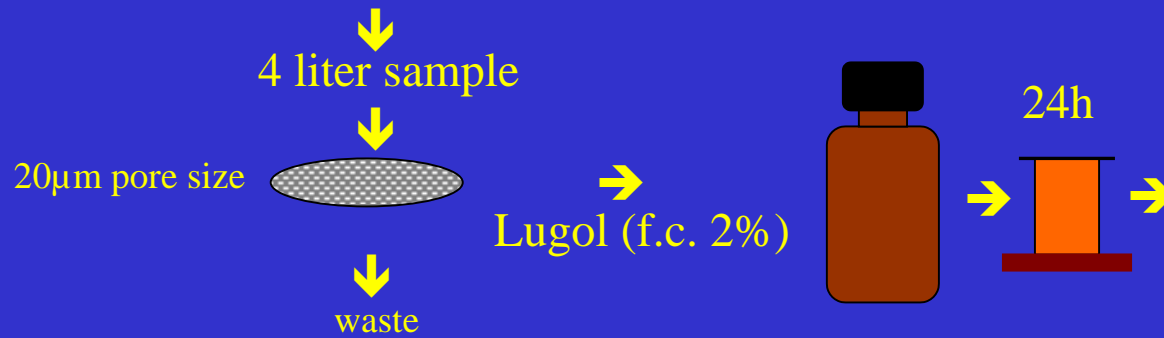 4 liter sample
20µm pore size
Lugol (f.c. 2%)
waste
24h